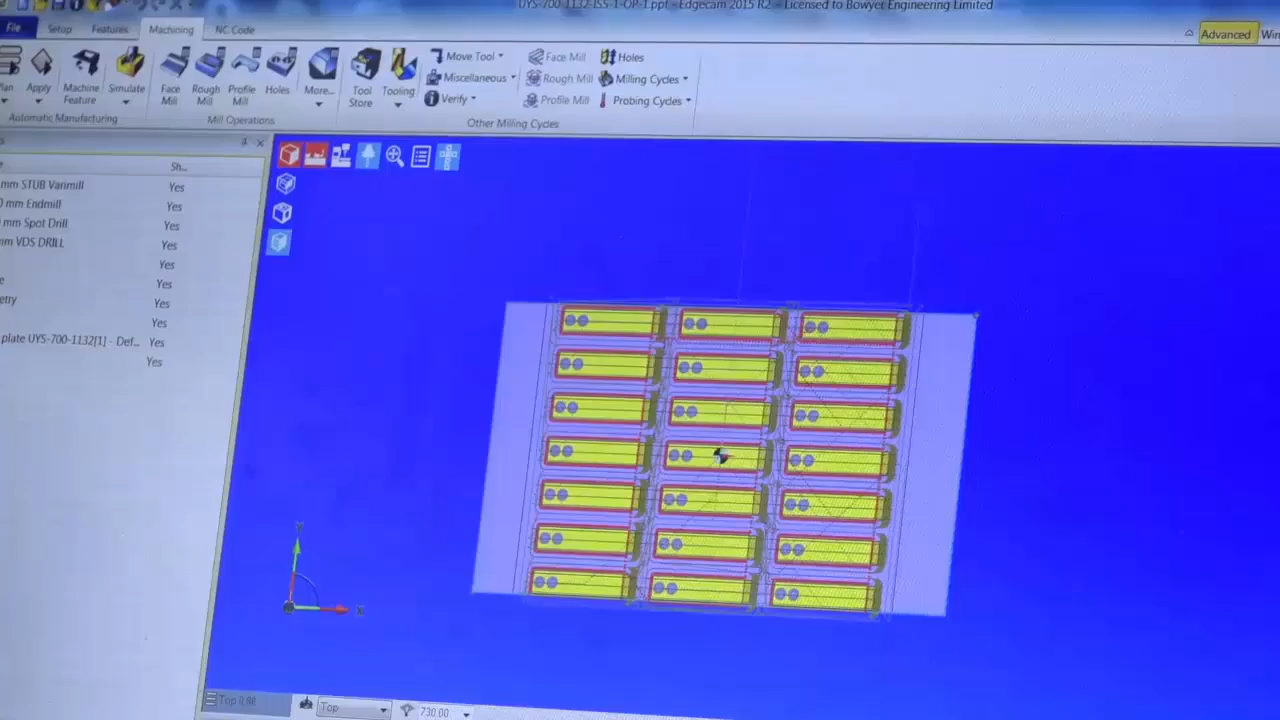 UYS-700-1132-ISS-1-OP-1.ppf - Edgecam 2015 R2 - Licensed to Bowyer Engineering Limited
File Setup Features Machining NC Code
Advanced
Apply Machine Feature Simulate
Face Mill Rough Mill Profile Mill Holes More...
Tool Store Tooling
Move Tool
Miscellaneous
Verify
Face Mill Holes
Rough Mill Milling Cycles
Profile Mill Probing Cycles
Automatic Manufacturing Mill Operations Other Milling Cycles
Sh...
mm STUB Varimill Yes
mm Endmill Yes
mm Spot Drill Yes
mm VDS DRILL Yes
Yes
Yes
Yes
Yes
plate UYS-700-1132[1] - Def... Yes
Yes
Y
X
Top 0.00 Top 730.00